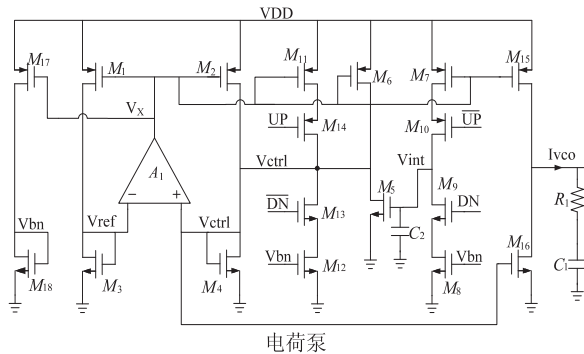 VDD
M17
M1
M2
M11
M6
M7
M15
VX
UP
M14
M10
UP
A1
−
+
Vctrl
Vint
Ivco
DN
M13
M5
M9
DN
R1
Vbn
Vref
Vctrl
C2
M16
Vbn
M12
Vbn
M18
M3
M4
M8
C1
电荷泵